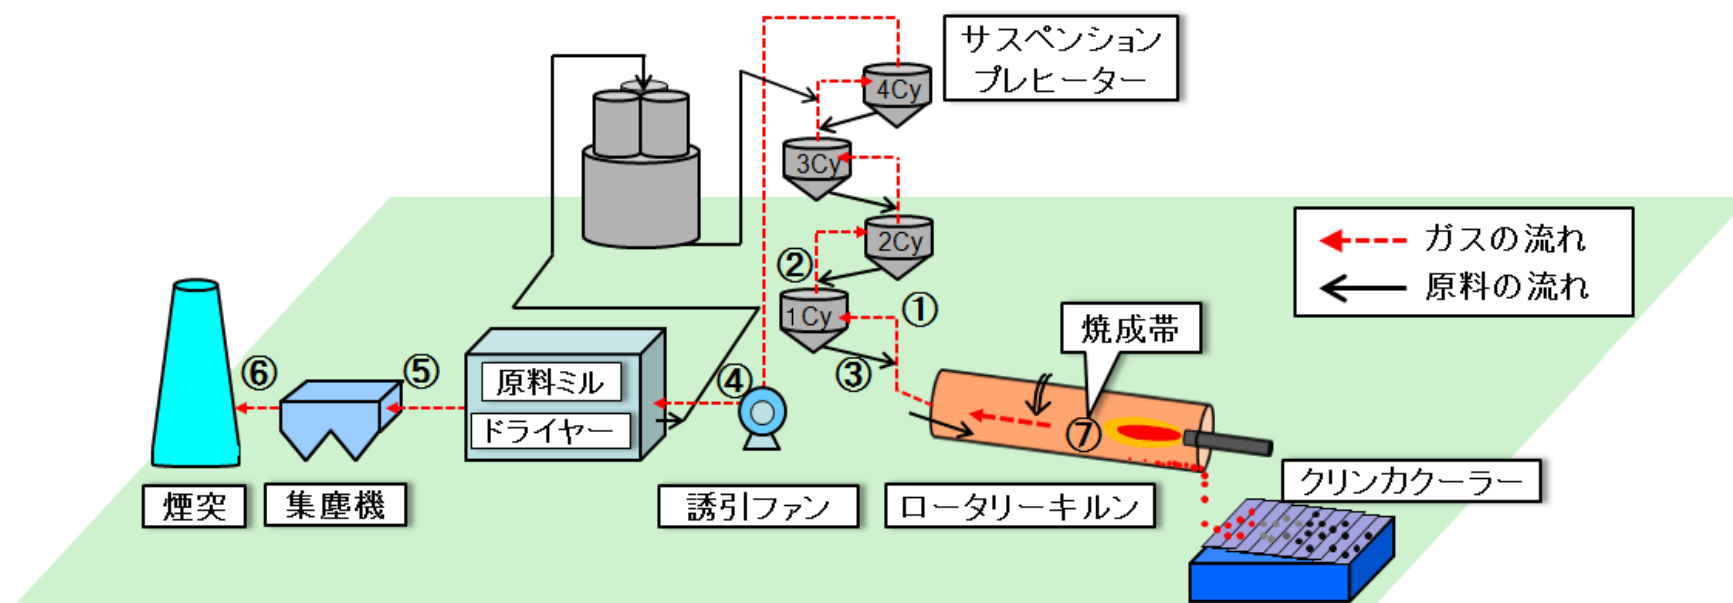 サスペンション
プレヒーター
4Cy
3Cy
2Cy
②
1Cy
①
③
ガスの流れ
原料の流れ
焼成帯
⑦
⑥
⑤
④
原料ミル
ドライヤー
煙突
集塵機
誘引ファン
ロータリーキルン
クリンカクーラー